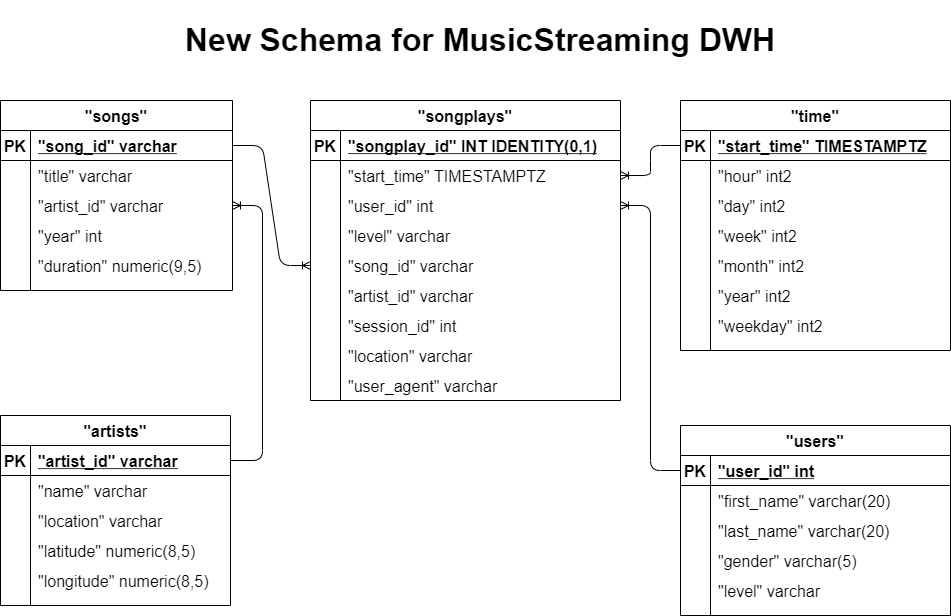 New Schema for MusicStreaming DWH
"songs"
PK "song_id" varchar
"title" varchar
"artist_id" varchar
"year" int
"duration" numeric(9,5)
"songplays"
PK "songplay_id" INT IDENTITY(0,1)
"start_time" TIMESTAMPTZ
"user_id" int
"level" varchar
"song_id" varchar
"artist_id" varchar
"session_id" int
"location" varchar
"user_agent" varchar
"time"
PK "start_time" TIMESTAMPTZ
"hour" int2
"day" int2
"week" int2
"month" int2
"year" int2
"weekday" int2
"artists"
PK "artist_id" varchar
"name" varchar
"location" varchar
"latitude" numeric(8,5)
"longitude" numeric(8,5)
"users"
PK "user_id" int
"first_name" varchar(20)
"last_name" varchar(20)
"gender" varchar(5)
"level" varchar